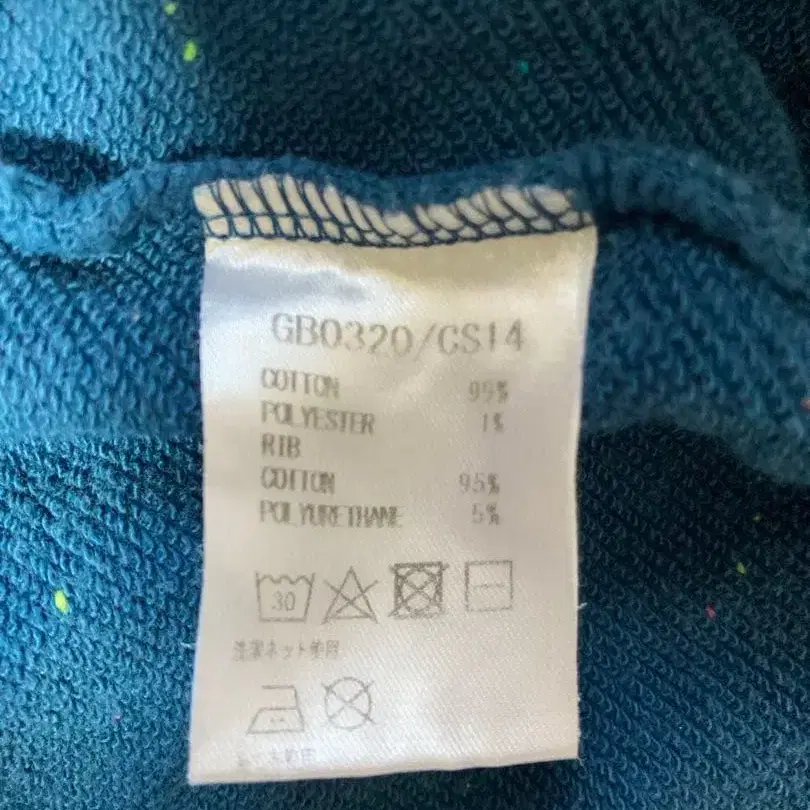 GB0320/CS14
COTTON 99%
POLYESTER 1%
RIB
COTTON 95%
POLYURETHANE 5%
30
洗濯ネット使用